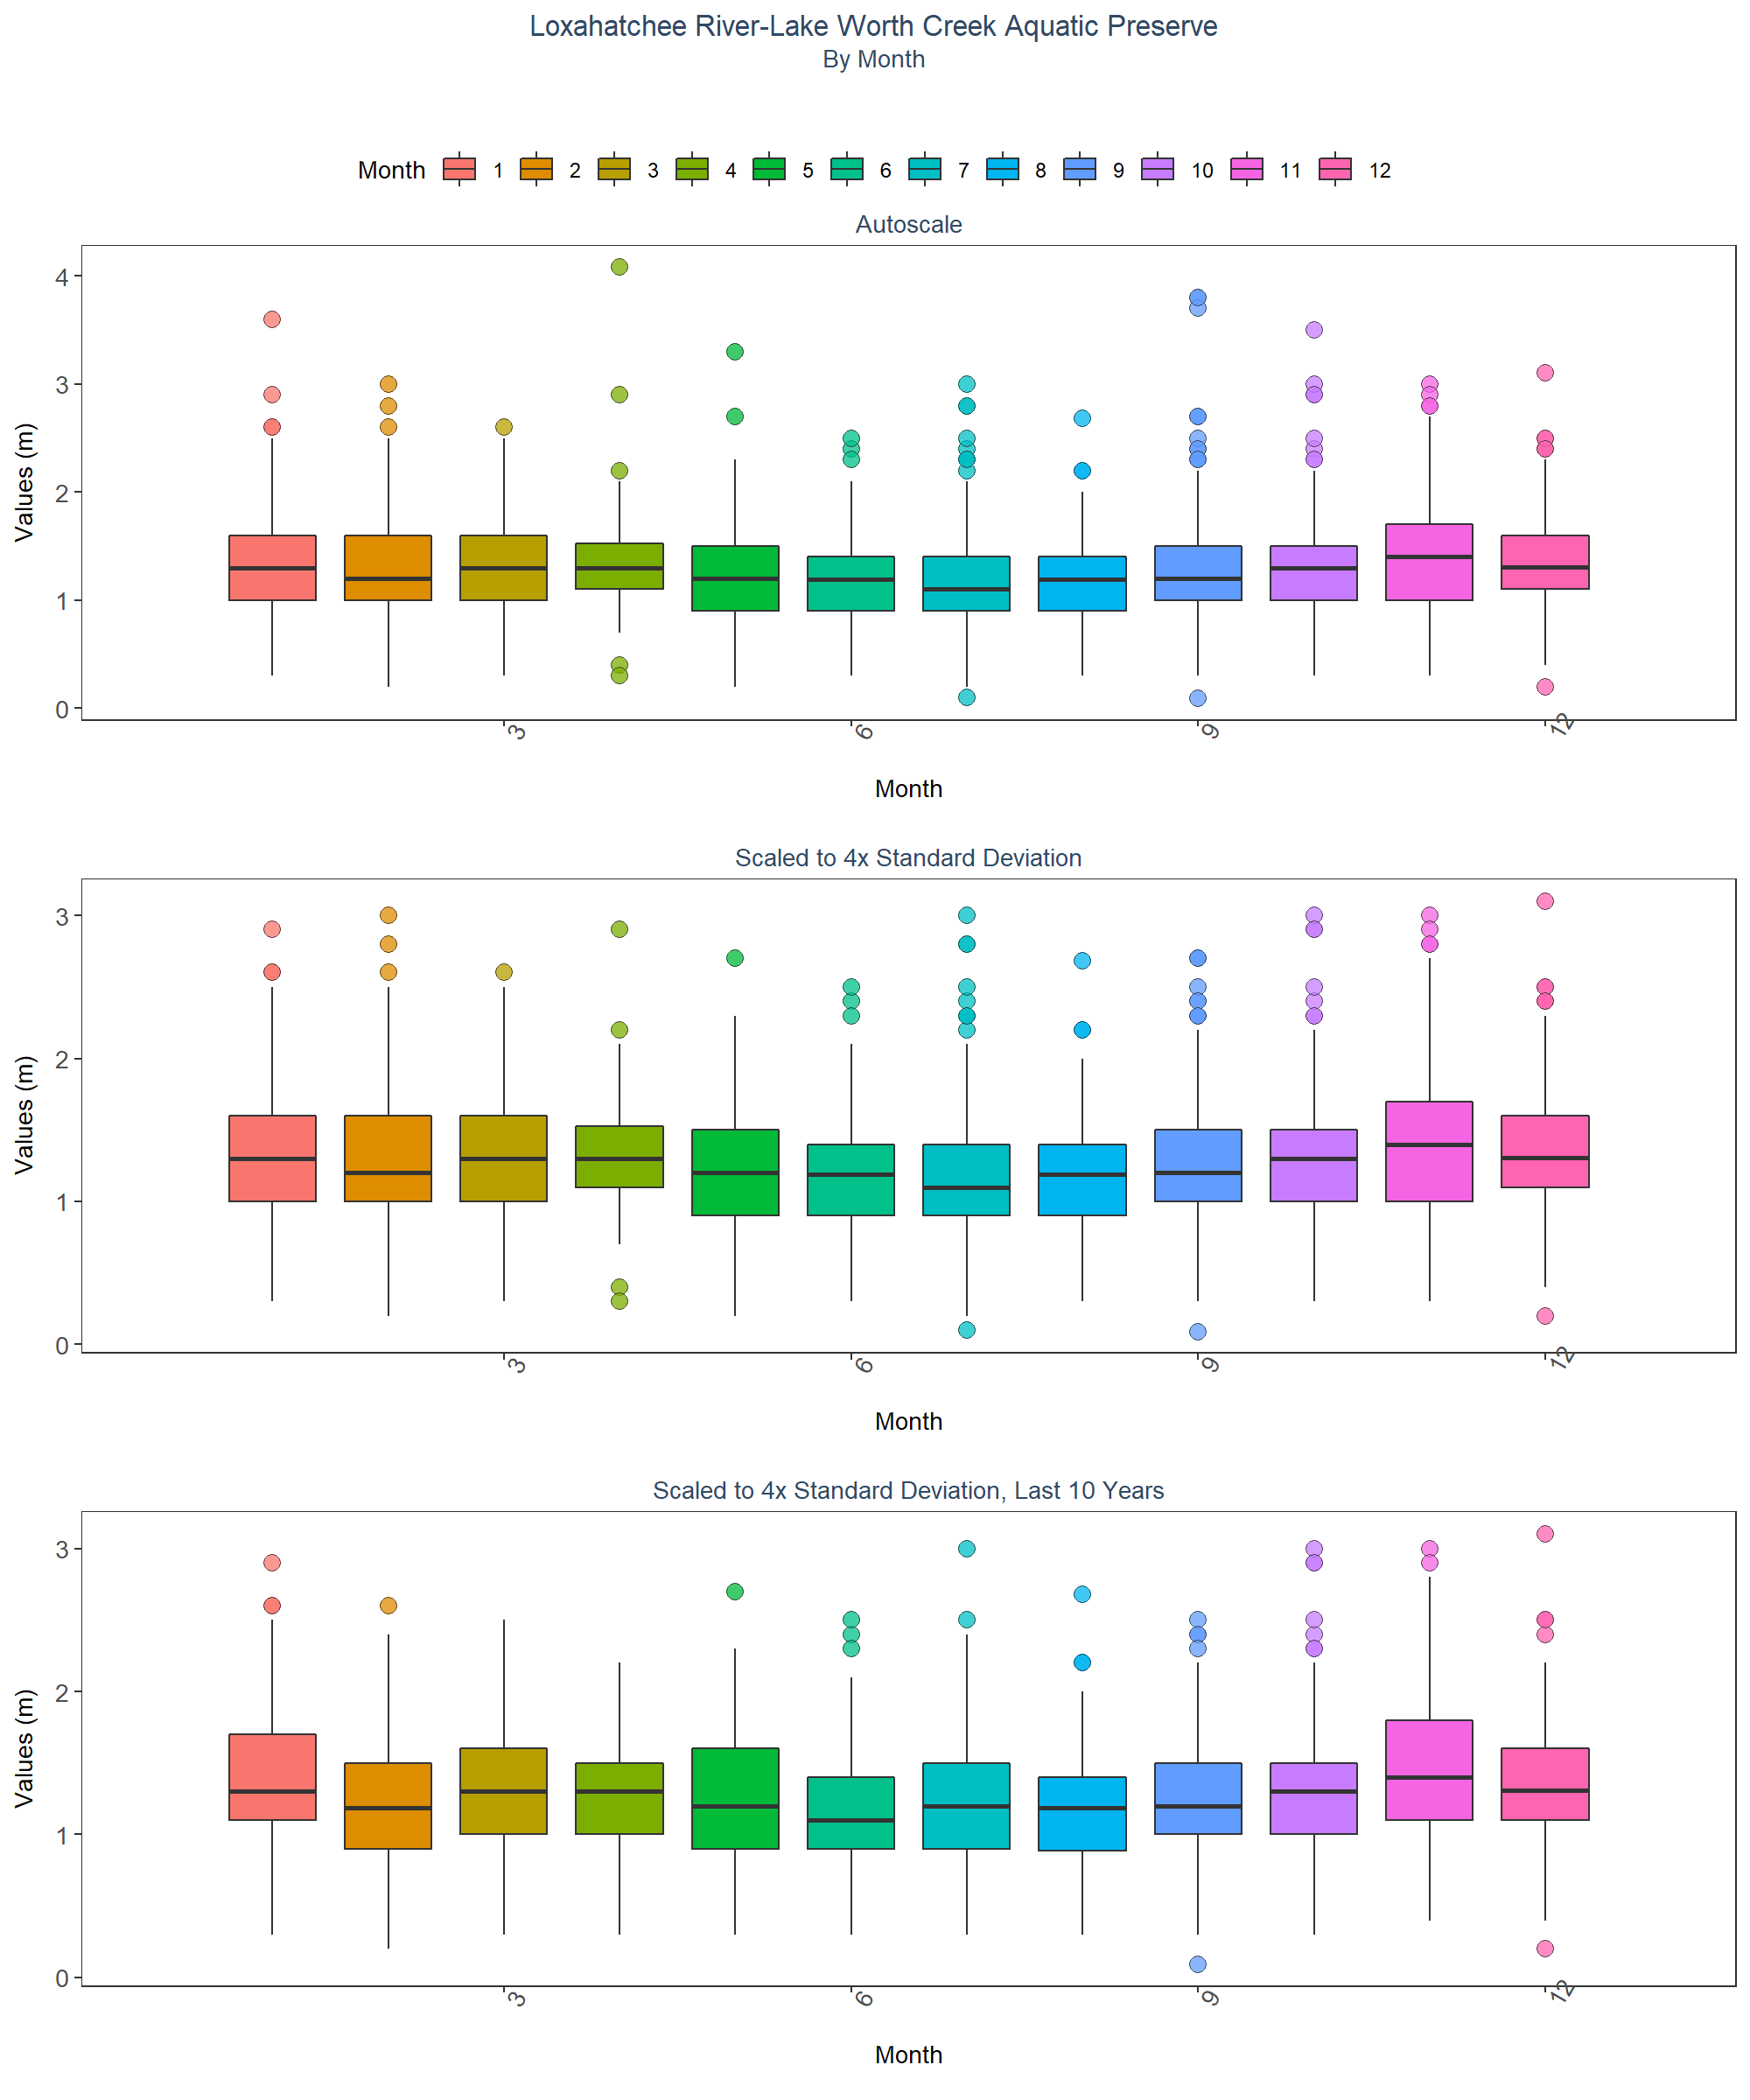 Loxahatchee River-Lake Worth Creek Aquatic Preserve
By Month
Month 1 2 3 4 5 6 7 8 9 10 11 12
Autoscale
Values (m)
4
3
2
1
0
3 6 9 12
Month
Scaled to 4x Standard Deviation
Values (m)
3
2
1
0
3 6 9 12
Month
Scaled to 4x Standard Deviation, Last 10 Years
Values (m)
3
2
1
0
3 6 9 12
Month